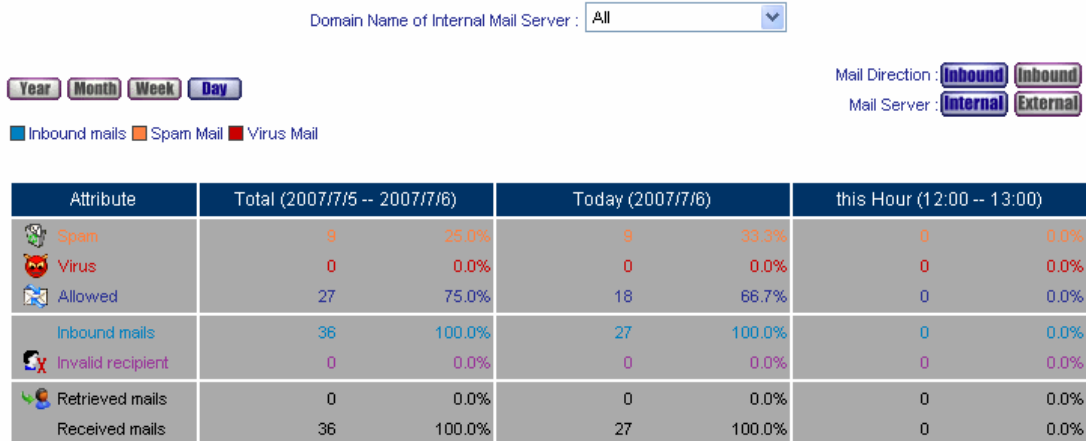 Domain Name of Internal Mail Server : All
Year Month Week Day
Mail Direction : Inbound Inbound
Mail Server : Internal External
Inbound mails Spam Mail Virus Mail
Attribute Total (2007/7/5 -- 2007/7/6) Today (2007/7/6) this Hour (12:00 -- 13:00)
Spam 9 25.0% 9 33.3% 0 0.0%
Virus 0 0.0% 0 0.0% 0 0.0%
Allowed 27 75.0% 18 66.7% 0 0.0%
Inbound mails 36 100.0% 27 100.0% 0 0.0%
Invalid recipient 0 0.0% 0 0.0% 0 0.0%
Retrieved mails 0 0.0% 0 0.0% 0 0.0%
Received mails 36 100.0% 27 100.0% 0 0.0%